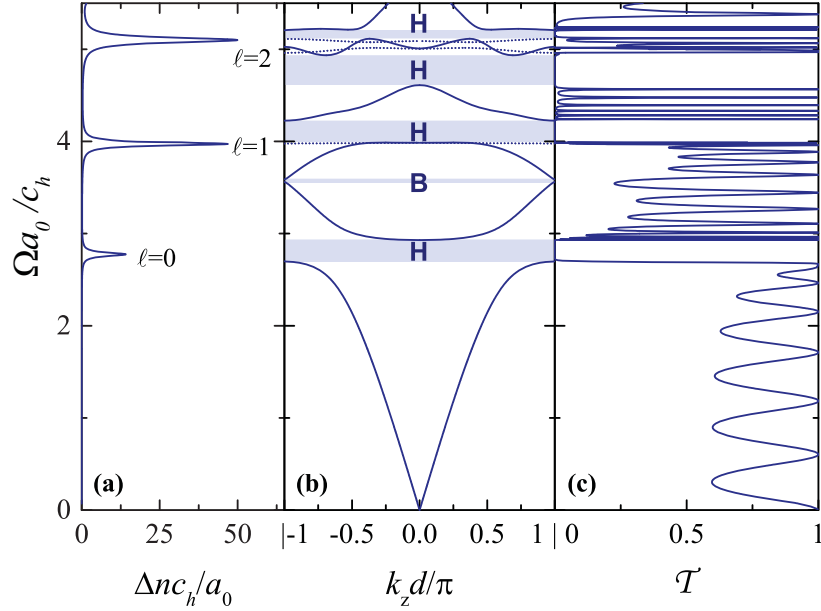 H
ℓ=2
H
4
H
ℓ=1
B
Ωa₀/cₕ
H
ℓ=0
2
(a)
(b)
(c)
0
0 25 50
-1 -0.5 0.0 0.5 1
0 0.5 1
Δncₕ/a₀
k_z d/π
𝒯